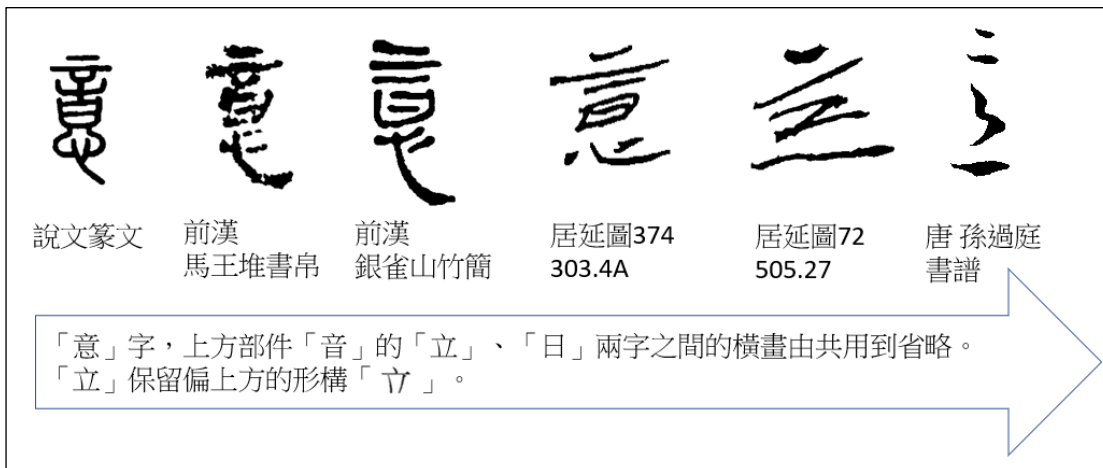 說文篆文
前漢
馬王堆書帛
前漢
銀雀山竹簡
居延圖374
303.4A
居延圖72
505.27
唐 孫過庭
書譜
「意」字，上方部件「音」的「立」、「日」兩字之間的橫畫由共用到省略。
「立」保留偏上方的形構「 」。